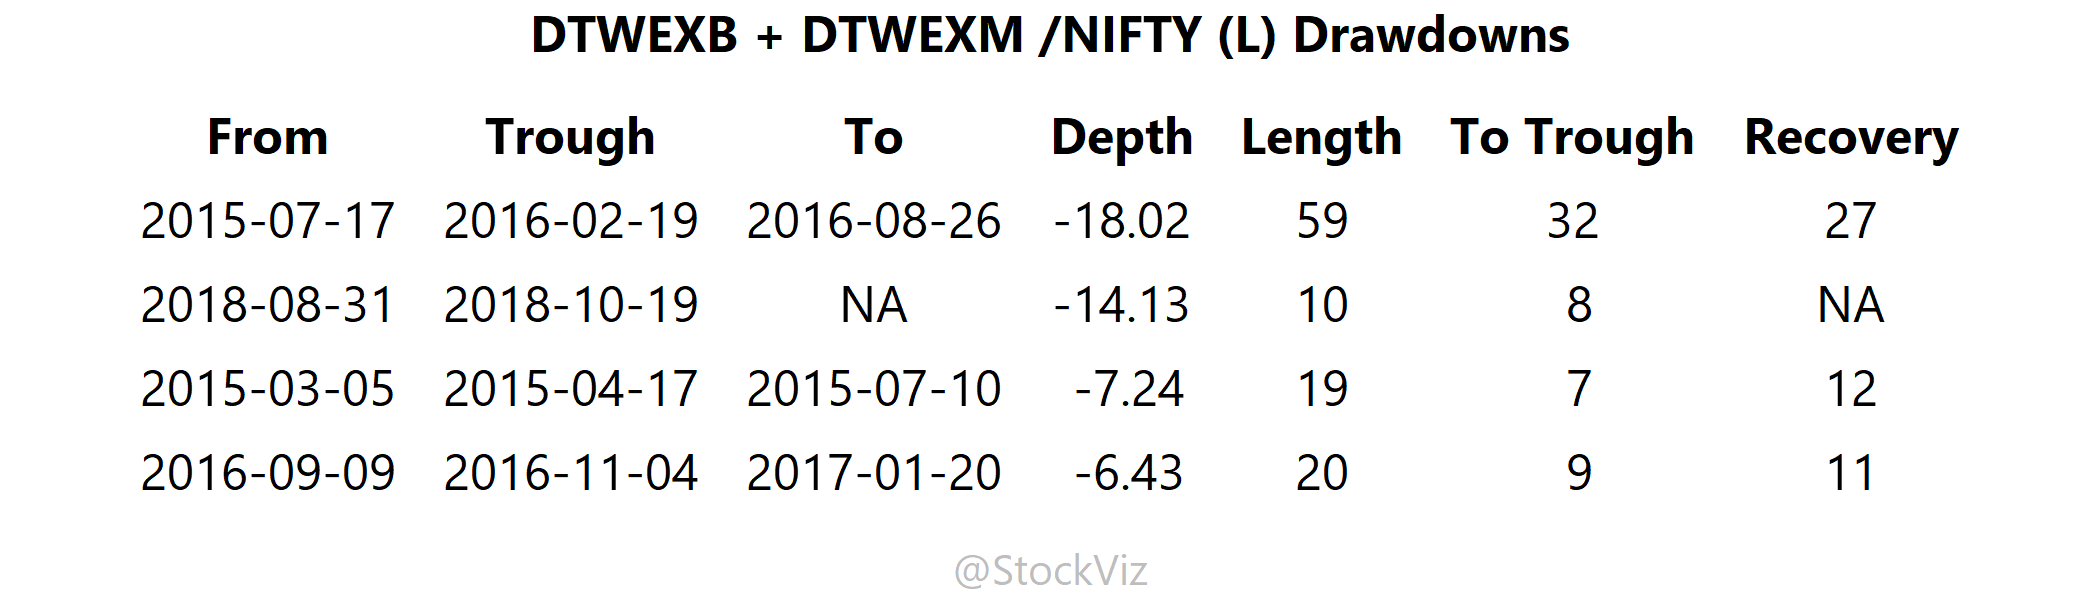 DTWEXB + DTWEXM /NIFTY (L) Drawdowns
From Trough To Depth Length To Trough Recovery
2015-07-17 2016-02-19 2016-08-26 -18.02 59 32 27
2018-08-31 2018-10-19 NA -14.13 10 8 NA
2015-03-05 2015-04-17 2015-07-10 -7.24 19 7 12
2016-09-09 2016-11-04 2017-01-20 -6.43 20 9 11
@StockViz